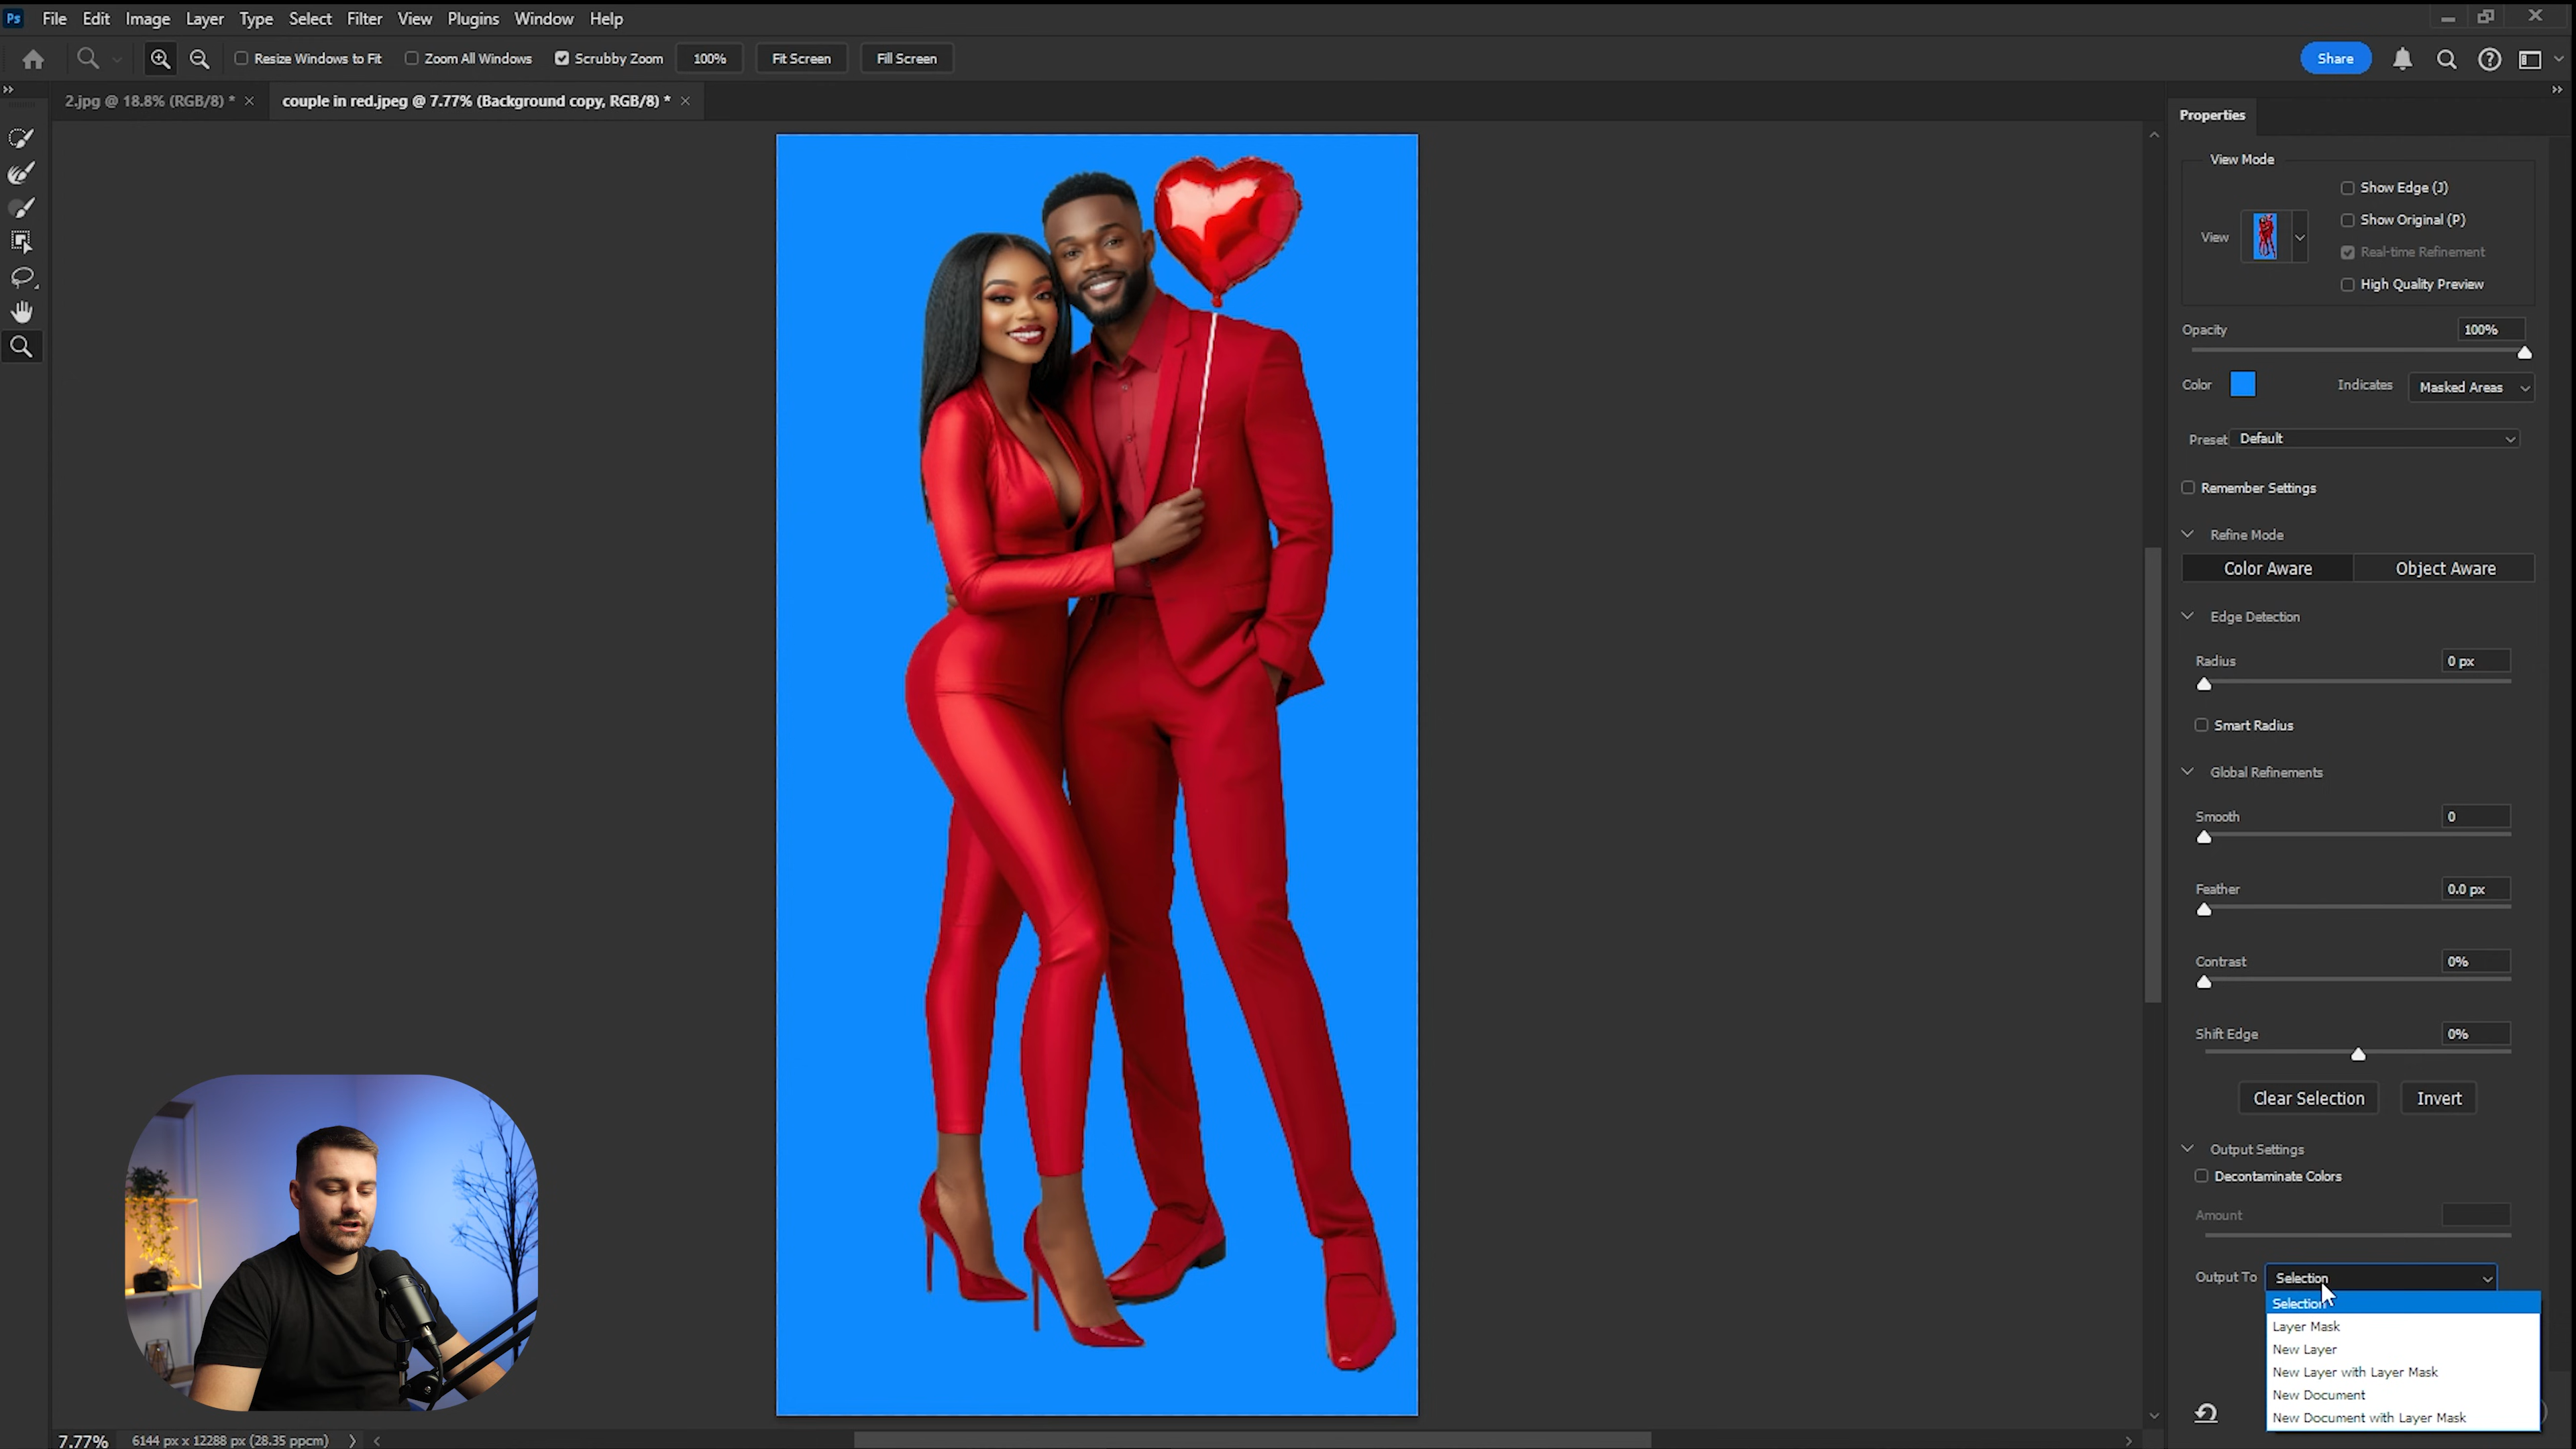 Ps File Edit Image Layer Type Select Filter View Plugins Window Help
Resize Windows to Fit Zoom All Windows Scrubby Zoom 100% Fit Screen Fill Screen Share
2.jpg @ 18.8% (RGB/8) * couple in red.jpeg @ 7.77% (Background copy, RGB/8) *
Properties
View Mode
Show Edge (J)
Show Original (P)
View
Real-time Refinement
High Quality Preview
Opacity 100%
Color Indicates Masked Areas
Preset Default
Remember Settings
Refine Mode
Color Aware Object Aware
Edge Detection
Radius 0 px
Smart Radius
Global Refinements
Smooth 0
Feather 0.0 px
Contrast 0%
Shift Edge 0%
Clear Selection Invert
Output Settings
Decontaminate Colors
Amount
Output To Selection
Selection
Layer Mask
New Layer
New Layer with Layer Mask
New Document
New Document with Layer Mask
7.77% 6144 px x 12288 px (28.35 ppcm)